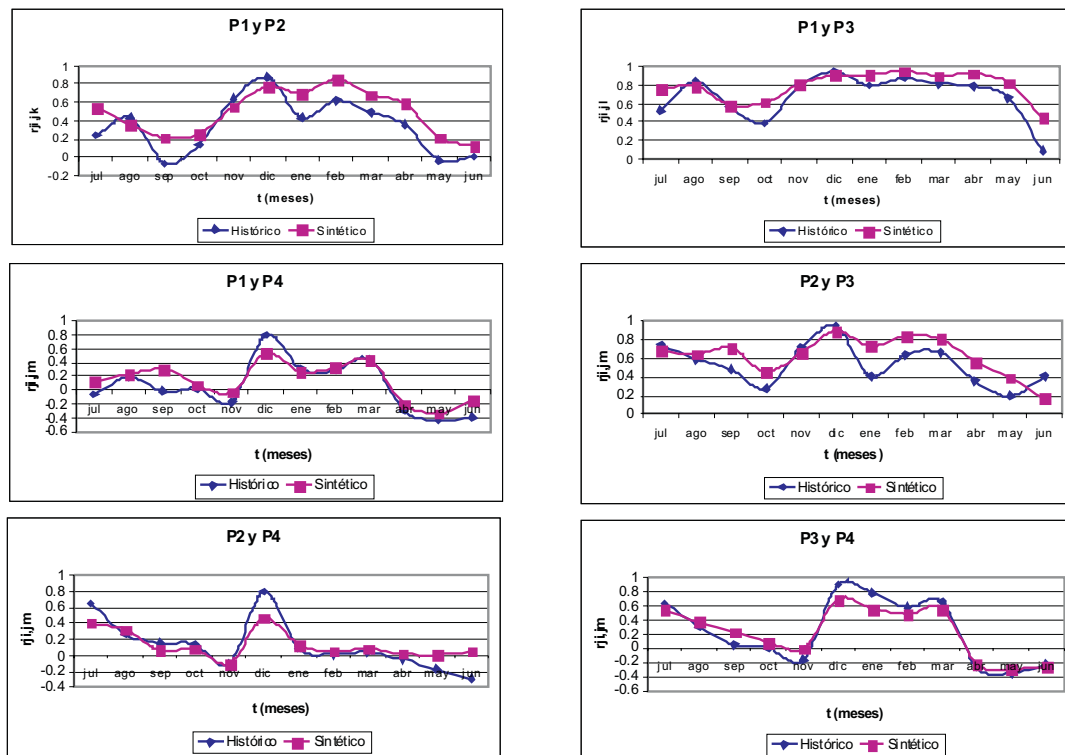 P1 y P2
1
0.8
0.6
0.4
0.2
0
-0.2
rji,jk
jul ago sep oct nov dic ene feb mar abr may jun
t (meses)
Histórico Sintético
P1 y P3
1
0.8
0.6
0.4
0.2
0
rji,jl
jul ago sep oct nov dic ene feb mar abr may jun
t (meses)
Histórico Sintético
P1 y P4
1
0.8
0.6
0.4
0.2
0
-0.2
-0.4
-0.6
rji,jm
jul ago sep oct nov dic ene feb mar abr may jun
t (meses)
Histórico Sintético
P2 y P3
1
0.8
0.6
0.4
0.2
0
rji,jm
jul ago sep oct nov dic ene feb mar abr may jun
t (meses)
Histórico Sintético
P2 y P4
1
0.8
0.6
0.4
0.2
0
-0.2
-0.4
rji,jm
jul ago sep oct nov dic ene feb mar abr may jun
t (meses)
Histórico Sintético
P3 y P4
1
0.8
0.6
0.4
0.2
0
-0.2
-0.4
-0.6
rji,jm
jul ago sep oct nov dic ene feb mar abr may jun
t (meses)
Histórico Sintético